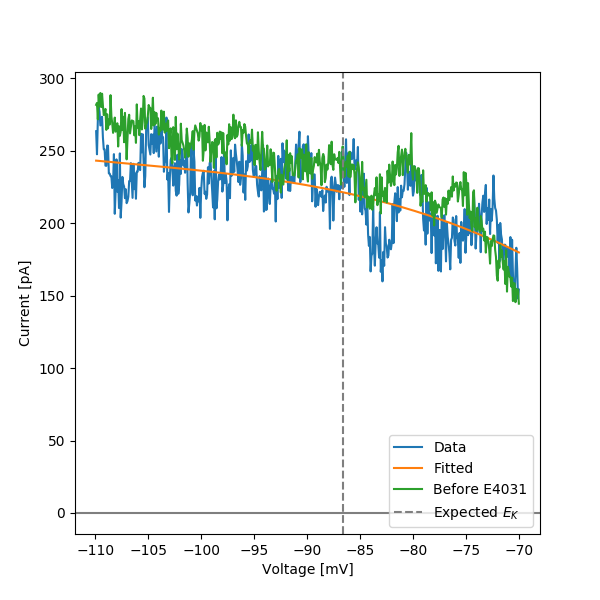 300
250
200
150
100
50
0
Current [pA]
Data
Fitted
Before E4031
Expected E_K
−110 −105 −100 −95 −90 −85 −80 −75 −70
Voltage [mV]